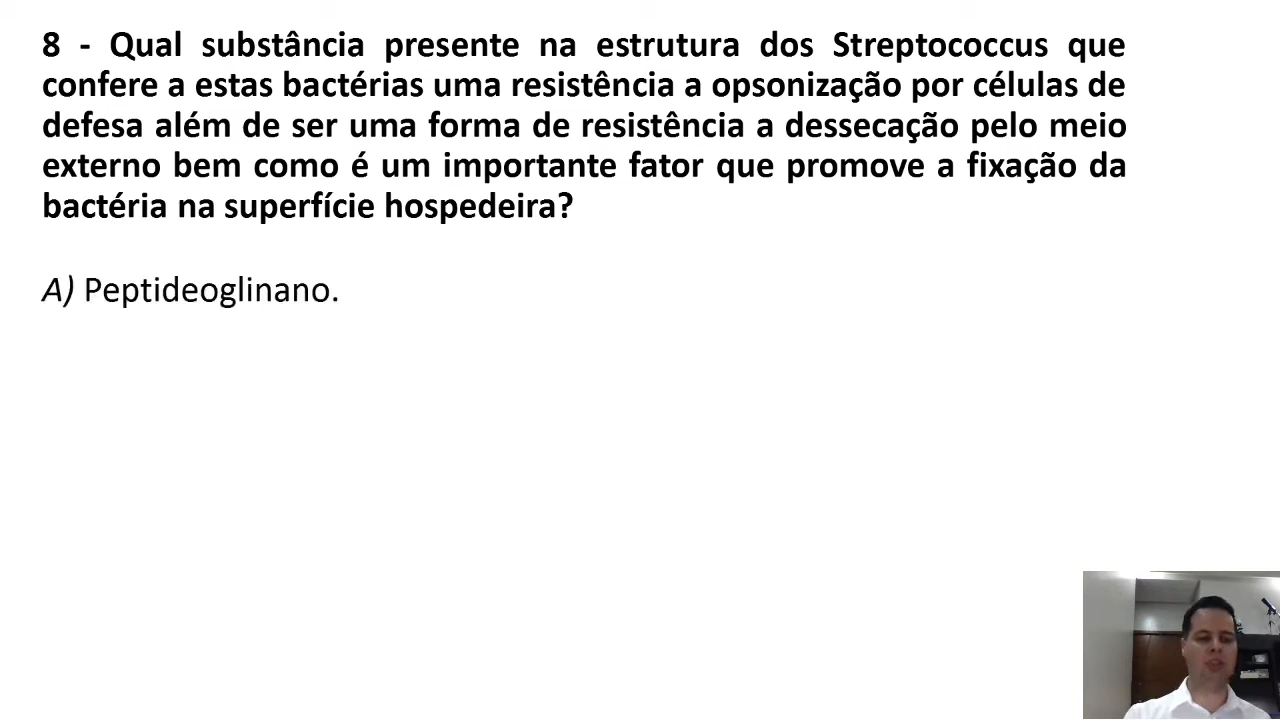 8 - Qual substância presente na estrutura dos Streptococcus que
confere a estas bactérias uma resistência a opsonização por células de
defesa além de ser uma forma de resistência a dessecação pelo meio
externo bem como é um importante fator que promove a fixação da
bactéria na superfície hospedeira?
A) Peptideoglinano.